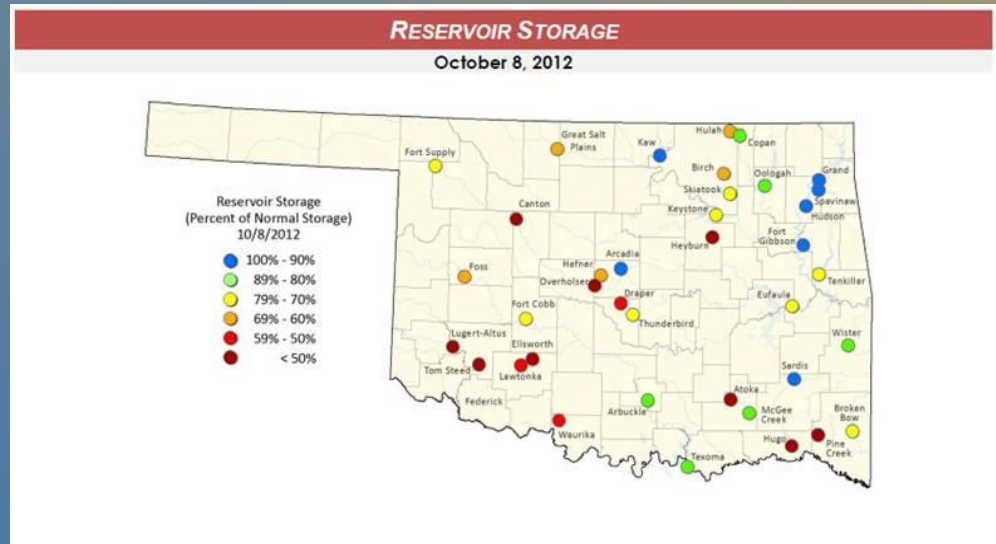 RESERVOIR STORAGE
October 8, 2012
Hulah
Copan
Great Salt
Plains
Kaw
Fort Supply
Birch
Oologah
Grand
Skiatook
Spavinaw
Hudson
Reservoir Storage
(Percent of Normal Storage)
10/8/2012
100% - 90%
89% - 80%
79% - 70%
69% - 60%
59% - 50%
< 50%
Canton
Keystone
Heyburn
Fort
Gibbson
Foss
Hefner
Arcadia
Overholser
Draper
Tenkiller
Eufaula
Fort Cobb
Thunderbird
Lugert-Altus
Ellsworth
Wister
Tom Steed
Lawtonka
Sardis
Federick
Arbuckle
Atoka
McGee
Creek
Broken
Bow
Waurika
Hugo
Pine
Creek
Texoma